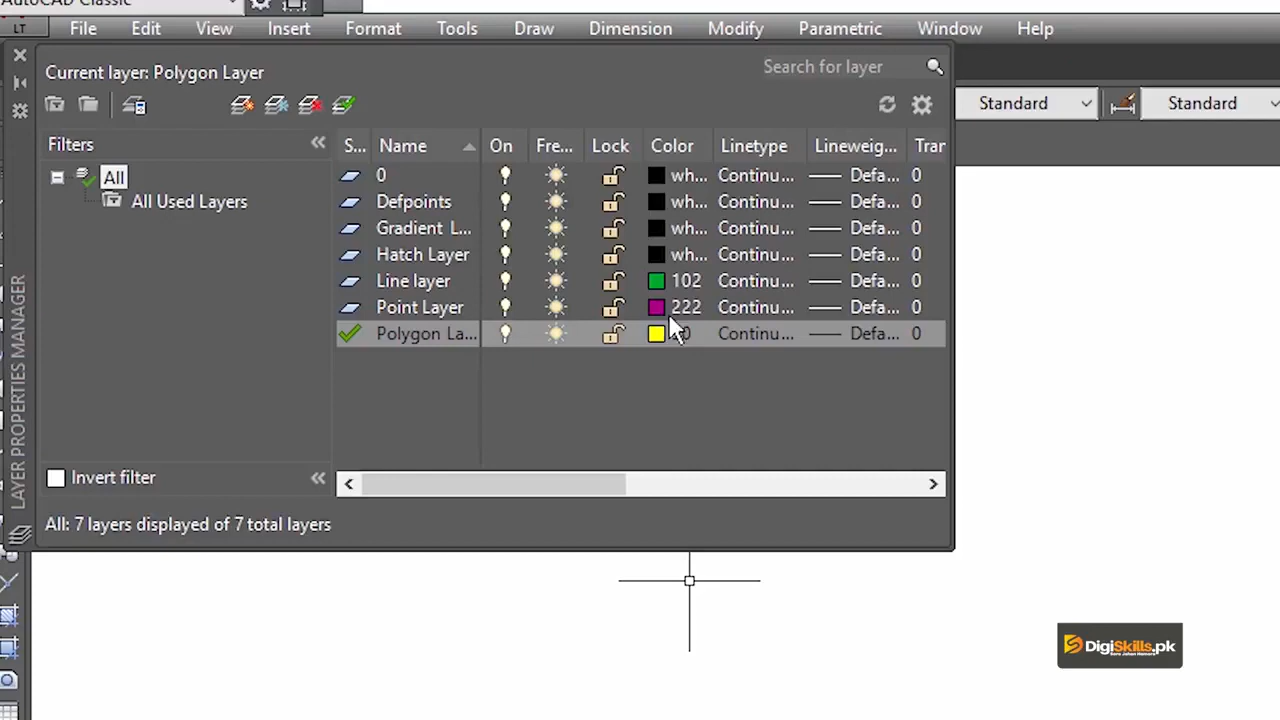 AutoCAD Classic
LT
File Edit View Insert Format Tools Draw Dimension Modify Parametric Window Help
Current layer: Polygon Layer
Search for layer
Standard
Standard
Filters
S... Name On Fre... Lock Color Linetype Lineweig... Tran
All
All Used Layers
0 wh... Continu... Defa... 0
Defpoints wh... Continu... Defa... 0
Gradient L... wh... Continu... Defa... 0
Hatch Layer wh... Continu... Defa... 0
Line layer 102 Continu... Defa... 0
Point Layer 222 Continu... Defa... 0
Polygon La... Continu... Defa... 0
Invert filter
All: 7 layers displayed of 7 total layers
LAYER PROPERTIES MANAGER
DigiSkills.pk